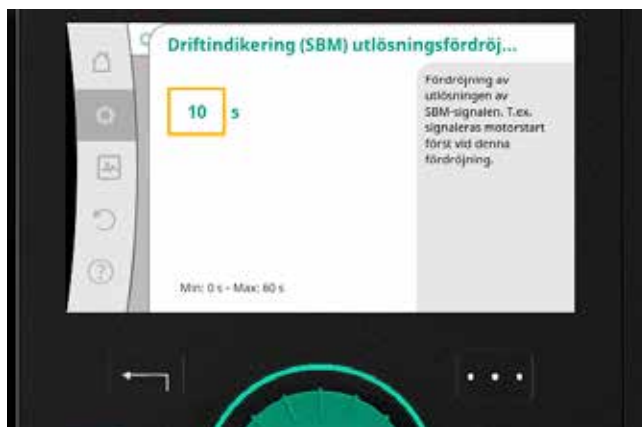 Driftindikering (SBM) utlösningsfördröj...
10 s
Fördröjning av
utlösningen av
SBM-signalen. T.ex.
signaleras motorstart
först vid denna
fördröjning.
Min: 0 s - Max: 60 s